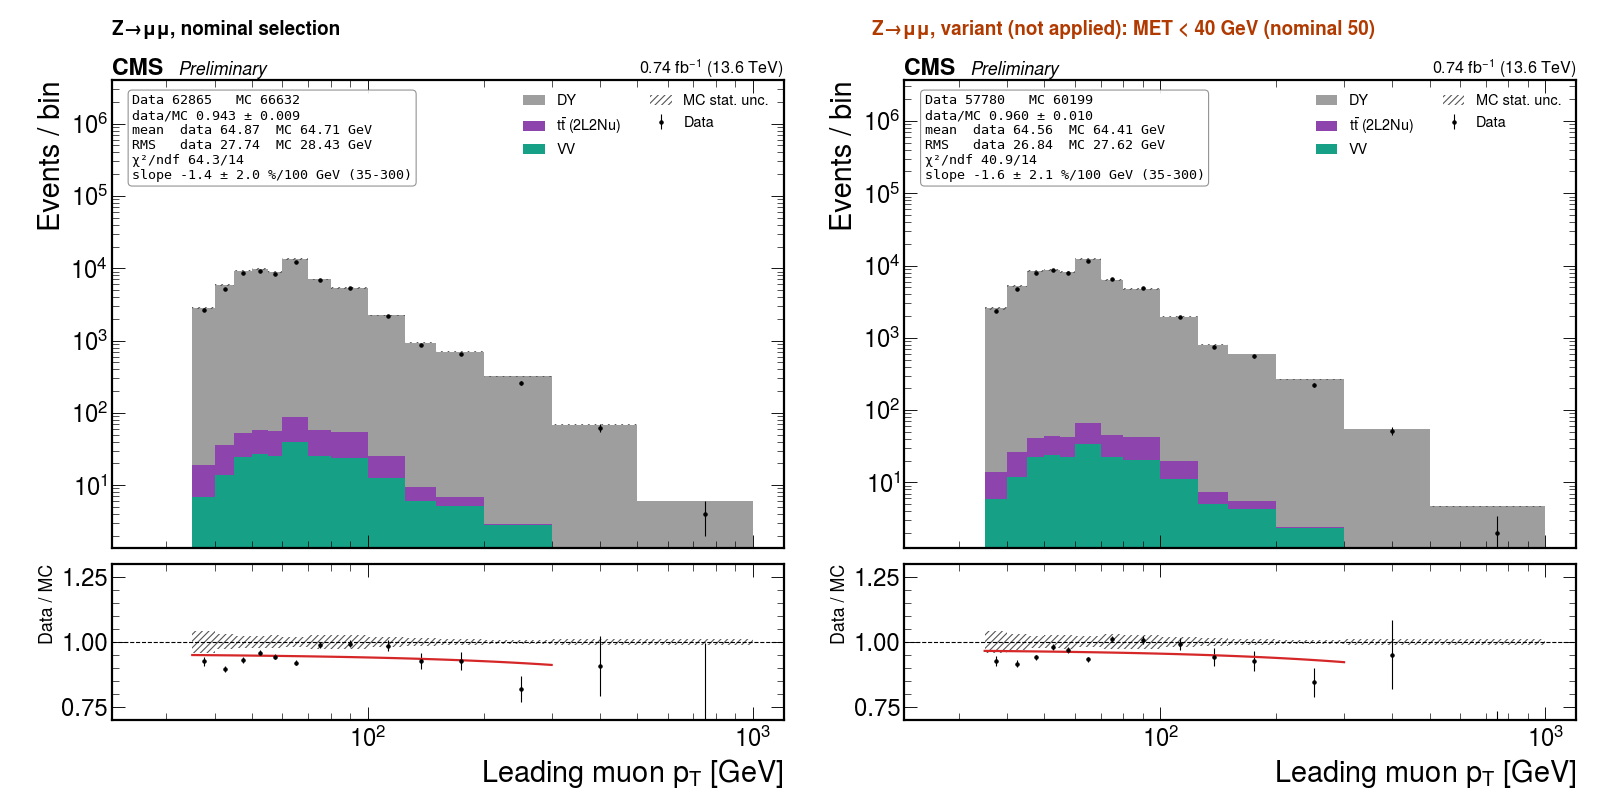 Z→μμ, nominal selection
CMS Preliminary
0.74 fb⁻¹ (13.6 TeV)
Data 62865   MC 66632
data/MC 0.943 ± 0.009
mean  data 64.87  MC 64.71 GeV
RMS   data 27.74  MC 28.43 GeV
χ²/ndf 64.3/14
slope -1.4 ± 2.0 %/100 GeV (35-300)
DY
tt̄ (2L2Nu)
VV
MC stat. unc.
Data
Events / bin
10⁶
10⁵
10⁴
10³
10²
10¹
Data / MC
1.25
1.00
0.75
10²
10³
Leading muon p_T [GeV]
Z→μμ, variant (not applied): MET < 40 GeV (nominal 50)
CMS Preliminary
0.74 fb⁻¹ (13.6 TeV)
Data 57780   MC 60199
data/MC 0.960 ± 0.010
mean  data 64.56  MC 64.41 GeV
RMS   data 26.84  MC 27.62 GeV
χ²/ndf 40.9/14
slope -1.6 ± 2.1 %/100 GeV (35-300)
DY
tt̄ (2L2Nu)
VV
MC stat. unc.
Data
Events / bin
10⁶
10⁵
10⁴
10³
10²
10¹
Data / MC
1.25
1.00
0.75
10²
10³
Leading muon p_T [GeV]